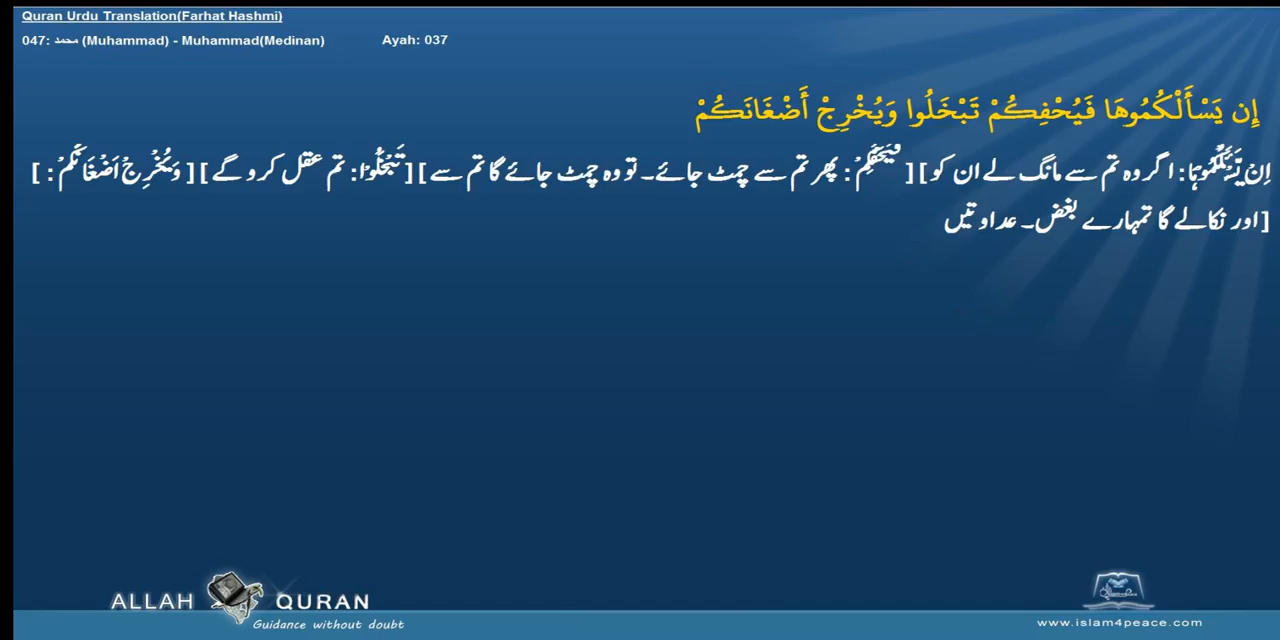 Quran Urdu Translation(Farhat Hashmi)
047: محمد (Muhammad) - Muhammad(Medinan) Ayah: 037
إِن يَسْأَلْكُمُوهَا فَيُحْفِكُمْ تَبْخَلُوا وَيُخْرِجْ أَضْغَانَكُمْ
اِنْ يَّسْـَٔلْكُمُوْهَا: اگر وہ تم سے مانگ لے ان کو] [فَيُحْفِكُمْ: پھر تم سے چمٹ جائے۔ تو وہ چمٹ جائے گا تم سے] [تَبْخَلُوْا: تم عقل کرو گے] [وَيُخْرِجْ اَضْغَانَكُمْ: ]
[اور نکالے گا تمہارے بغض۔ عداوتیں
ALLAH QURAN
Guidance without doubt
www.islam4peace.com